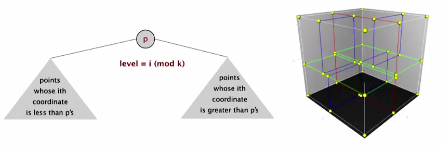 p
level = i (mod k)
points
whose ith
coordinate
is less than p's
points
whose ith
coordinate
is greater than p's